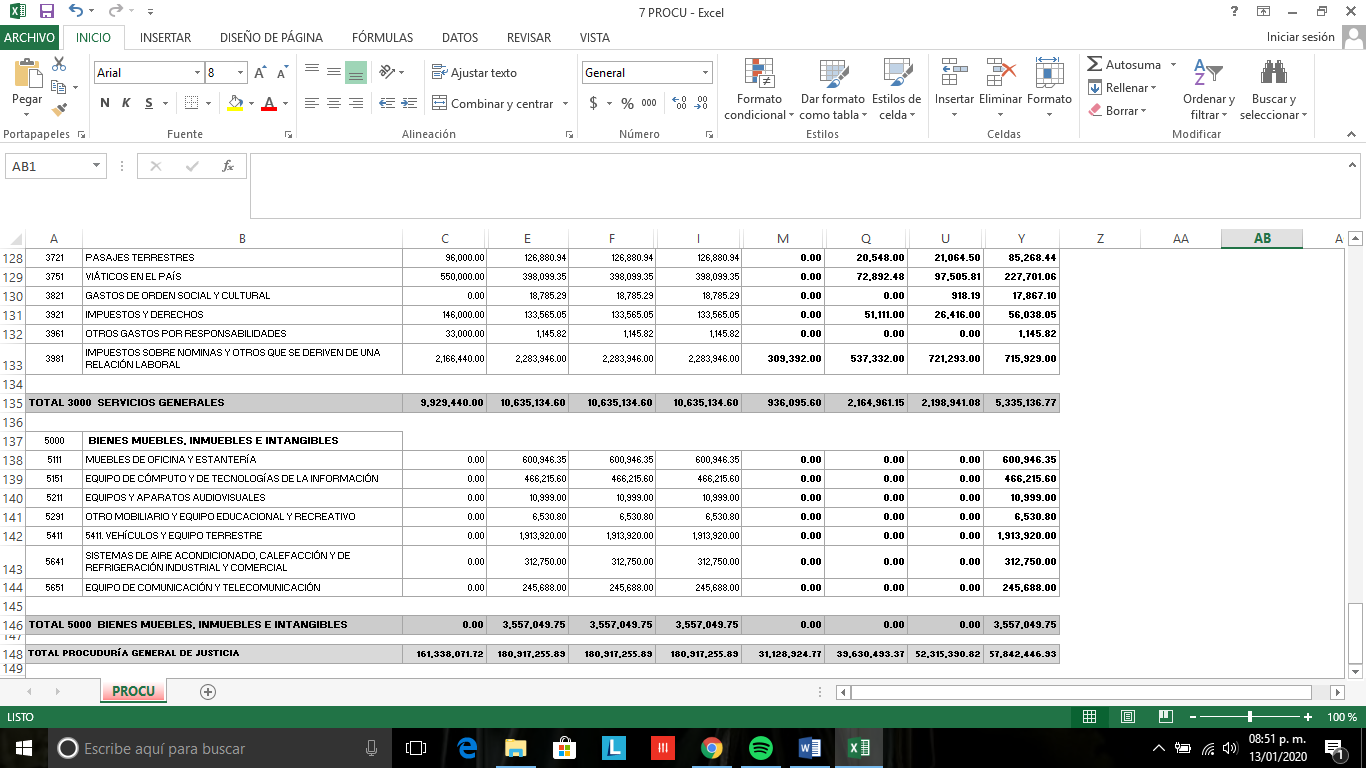 7 PROCU - Excel
ARCHIVO INICIO INSERTAR DISEÑO DE PÁGINA FÓRMULAS DATOS REVISAR VISTA Iniciar sesión
Pegar
Portapapeles
Arial 8
N K S
Fuente
Ajustar texto
Combinar y centrar
Alineación
General
$ % 000
Número
Formato condicional
Dar formato como tabla
Estilos de celda
Estilos
Insertar Eliminar Formato
Celdas
Autosuma
Rellenar
Borrar
Ordenar y filtrar
Buscar y seleccionar
Modificar
AB1 fx
A B C E F I M Q U Y Z AA AB A
128 3721 PASAJES TERRESTRES 96,000.00 126,880.94 126,880.94 126,880.94 0.00 20,548.00 21,064.50 85,268.44
129 3751 VIÁTICOS EN EL PAÍS 550,000.00 398,099.35 398,099.35 398,099.35 0.00 72,892.48 97,505.81 227,701.06
130 3821 GASTOS DE ORDEN SOCIAL Y CULTURAL 0.00 18,785.29 18,785.29 18,785.29 0.00 0.00 918.19 17,867.10
131 3921 IMPUESTOS Y DERECHOS 146,000.00 133,565.05 133,565.05 133,565.05 0.00 51,111.00 26,416.00 56,038.05
132 3961 OTROS GASTOS POR RESPONSABILIDADES 33,000.00 1,145.82 1,145.82 1,145.82 0.00 0.00 0.00 1,145.82
133 3981 IMPUESTOS SOBRE NOMINAS Y OTROS QUE SE DERIVEN DE UNA RELACIÓN LABORAL 2,166,440.00 2,283,946.00 2,283,946.00 2,283,946.00 309,392.00 537,332.00 721,293.00 715,929.00
134
135 TOTAL 3000 SERVICIOS GENERALES 9,929,440.00 10,635,134.60 10,635,134.60 10,635,134.60 936,095.60 2,164,961.15 2,198,941.08 5,335,136.77
136
137 5000 BIENES MUEBLES, INMUEBLES E INTANGIBLES
138 5111 MUEBLES DE OFICINA Y ESTANTERÍA 0.00 600,946.35 600,946.35 600,946.35 0.00 0.00 0.00 600,946.35
139 5151 EQUIPO DE CÓMPUTO Y DE TECNOLOGÍAS DE LA INFORMACIÓN 0.00 466,215.60 466,215.60 466,215.60 0.00 0.00 0.00 466,215.60
140 5211 EQUIPOS Y APARATOS AUDIOVISUALES 0.00 10,999.00 10,999.00 10,999.00 0.00 0.00 0.00 10,999.00
141 5291 OTRO MOBILIARIO Y EQUIPO EDUCACIONAL Y RECREATIVO 0.00 6,530.80 6,530.80 6,530.80 0.00 0.00 0.00 6,530.80
142 5411 5411. VEHÍCULOS Y EQUIPO TERRESTRE 0.00 1,913,920.00 1,913,920.00 1,913,920.00 0.00 0.00 0.00 1,913,920.00
143 5641 SISTEMAS DE AIRE ACONDICIONADO, CALEFACCIÓN Y DE REFRIGERACIÓN INDUSTRIAL Y COMERCIAL 0.00 312,750.00 312,750.00 312,750.00 0.00 0.00 0.00 312,750.00
144 5651 EQUIPO DE COMUNICACIÓN Y TELECOMUNICACIÓN 0.00 245,688.00 245,688.00 245,688.00 0.00 0.00 0.00 245,688.00
145
146 TOTAL 5000 BIENES MUEBLES, INMUEBLES E INTANGIBLES 0.00 3,557,049.75 3,557,049.75 3,557,049.75 0.00 0.00 0.00 3,557,049.75
147
148 TOTAL PROCUDURÍA GENERAL DE JUSTICIA 161,338,071.72 180,917,255.89 180,917,255.89 180,917,255.89 31,128,924.77 39,630,493.37 52,315,390.82 57,842,446.93
149
PROCU
LISTO 100 %
Escribe aquí para buscar
08:51 p. m.
13/01/2020
1